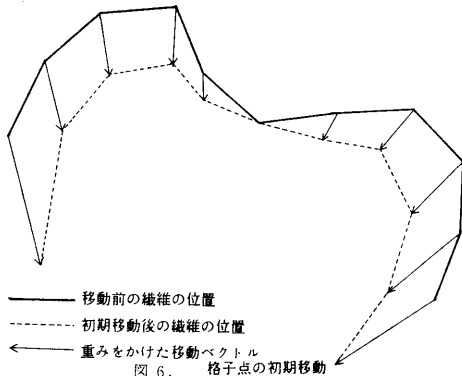 移動前の繊維の位置
初期移動後の繊維の位置
重みをかけた移動ベクトル
図 6. 格子点の初期移動